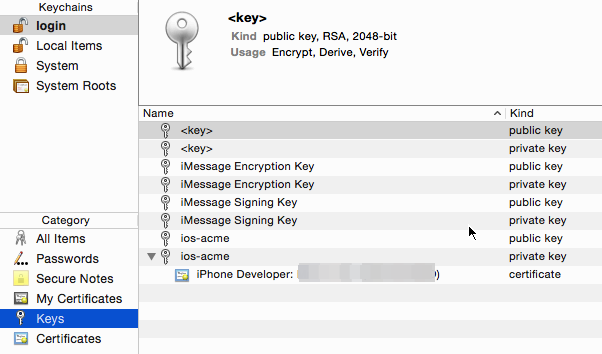 Keychains
login
Local Items
System
System Roots
<key>
Kind public key, RSA, 2048-bit
Usage Encrypt, Derive, Verify
Name Kind
<key> public key
<key> private key
iMessage Encryption Key public key
iMessage Encryption Key private key
iMessage Signing Key public key
iMessage Signing Key private key
ios-acme public key
ios-acme private key
iPhone Developer: ) certificate
Category
All Items
Passwords
Secure Notes
My Certificates
Keys
Certificates